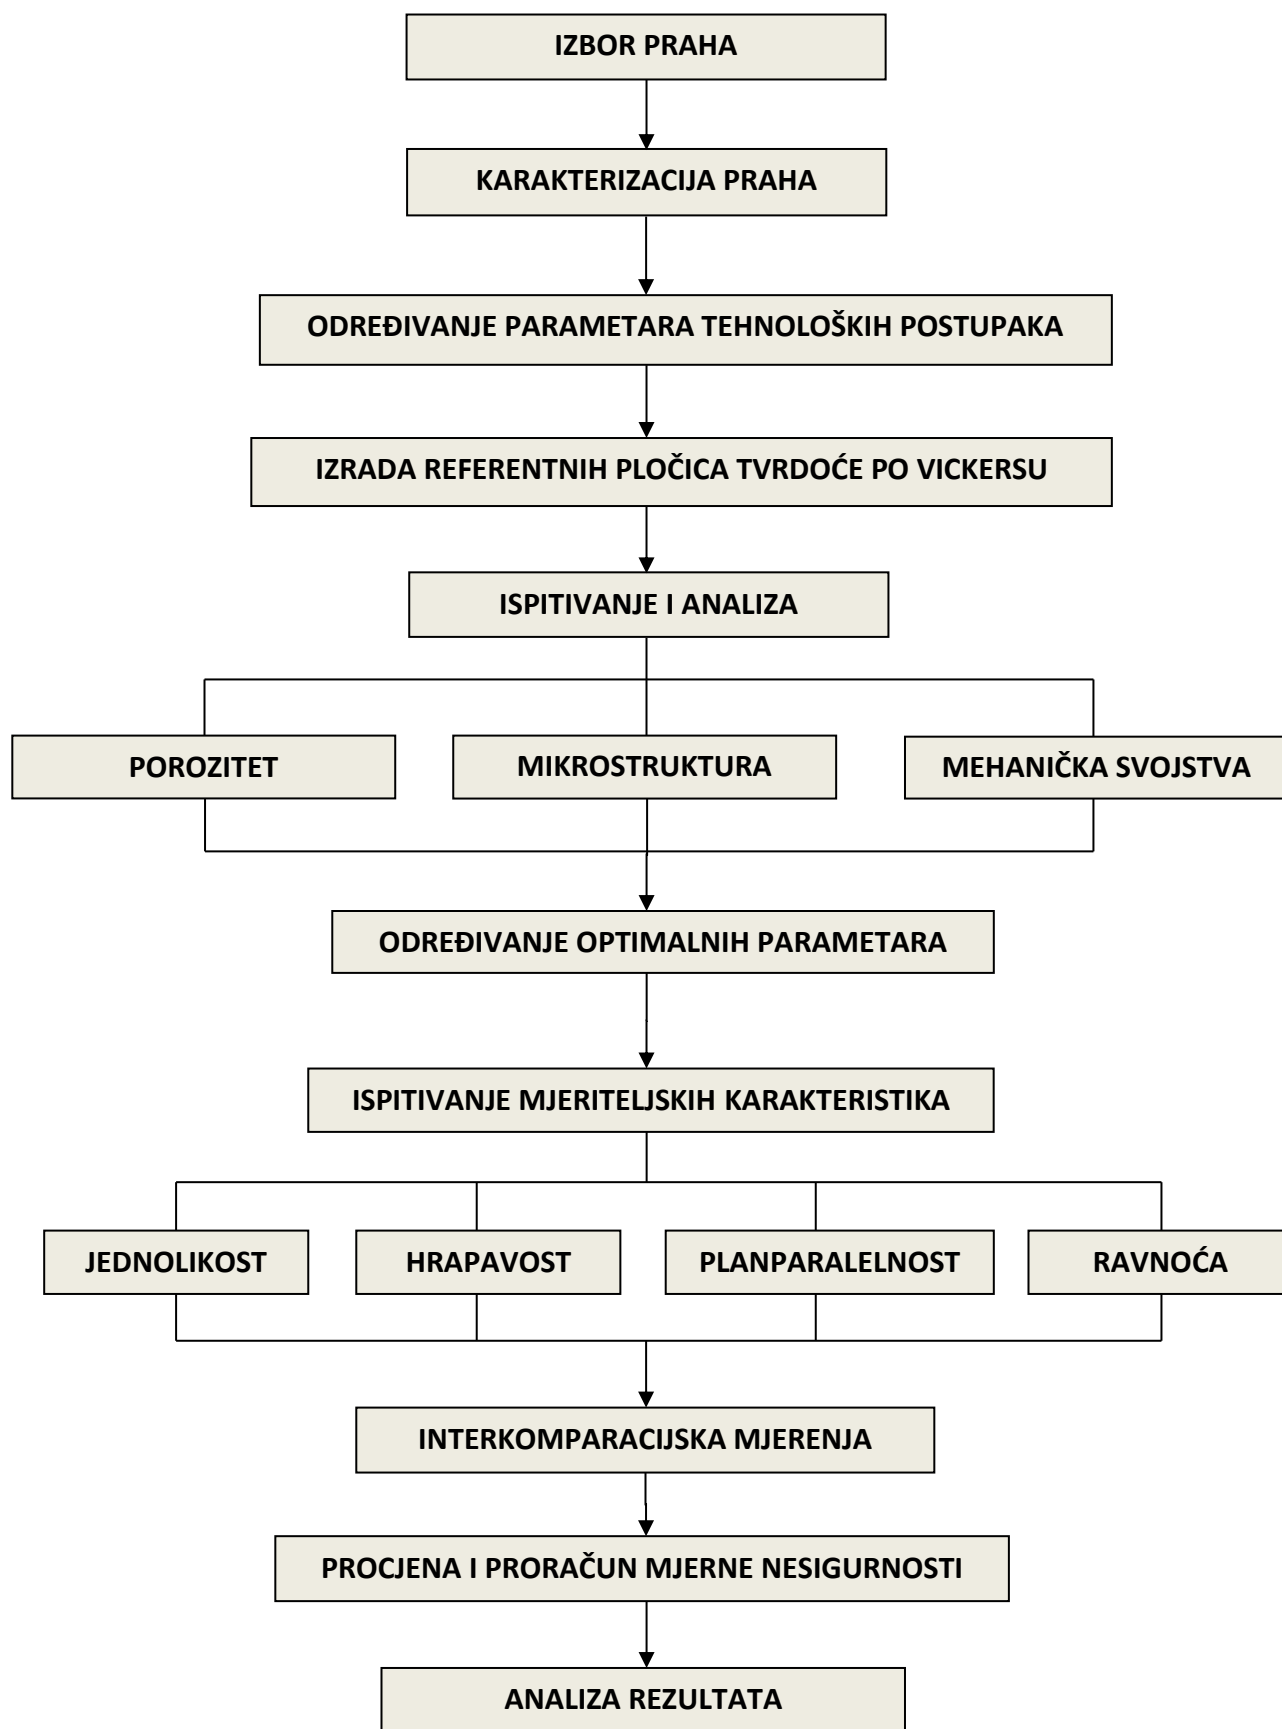 IZBOR PRAHA
KARAKTERIZACIJA PRAHA
ODREĐIVANJE PARAMETARA TEHNOLOŠKIH POSTUPAKA
IZRADA REFERENTNIH PLOČICA TVRDOĆE PO VICKERSU
ISPITIVANJE I ANALIZA
POROZITET
MIKROSTRUKTURA
MEHANIČKA SVOJSTVA
ODREĐIVANJE OPTIMALNIH PARAMETARA
ISPITIVANJE MJERITELJSKIH KARAKTERISTIKA
JEDNOLIKOST
HRAPAVOST
PLANPARALELNOST
RAVNOĆA
INTERKOMPARACIJSKA MJERENJA
PROCJENA I PRORAČUN MJERNE NESIGURNOSTI
ANALIZA REZULTATA